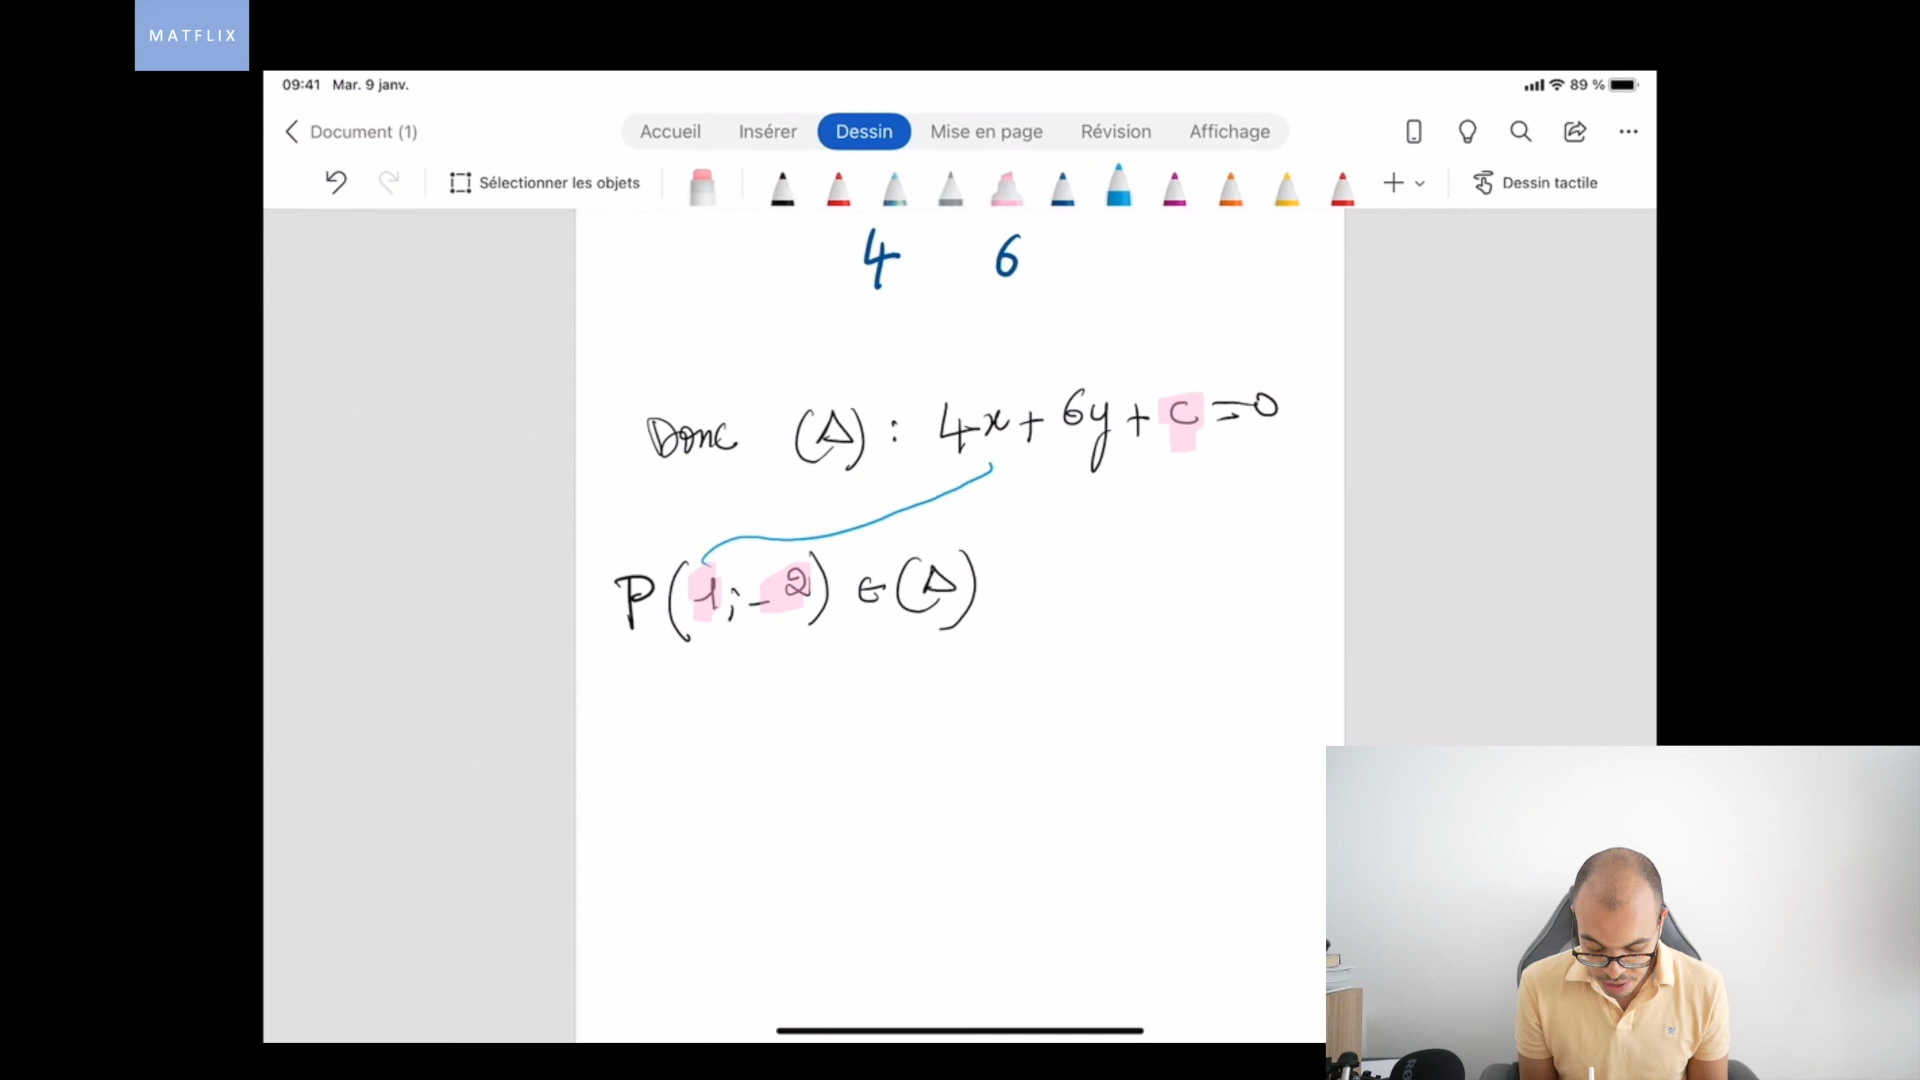 MATFLIX
09:41 Mar. 9 janv.
89 %
Document (1)
Accueil Insérer Dessin Mise en page Révision Affichage
Sélectionner les objets
Dessin tactile
4 6
Donc (Δ) : 4x + 6y + c = 0
P(1 ; -2) ∈ (Δ)